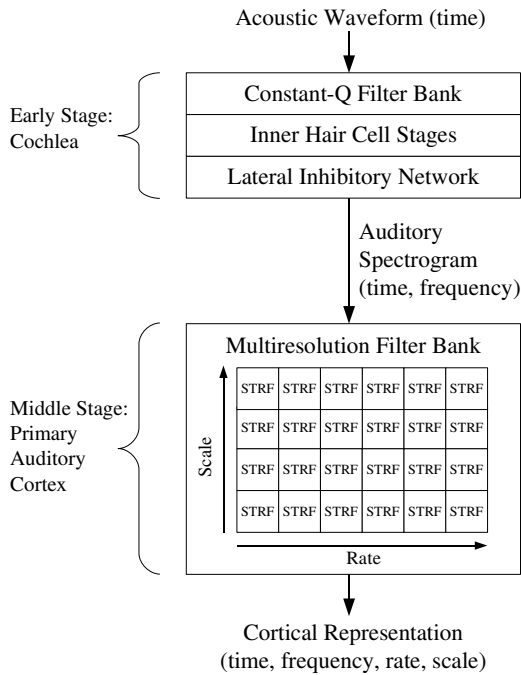 Acoustic Waveform (time)
Early Stage:
Cochlea
Constant-Q Filter Bank
Inner Hair Cell Stages
Lateral Inhibitory Network
Auditory
Spectrogram
(time, frequency)
Middle Stage:
Primary
Auditory
Cortex
Multiresolution Filter Bank
Scale
STRF STRF STRF STRF STRF STRF
STRF STRF STRF STRF STRF STRF
STRF STRF STRF STRF STRF STRF
STRF STRF STRF STRF STRF STRF
Rate
Cortical Representation
(time, frequency, rate, scale)